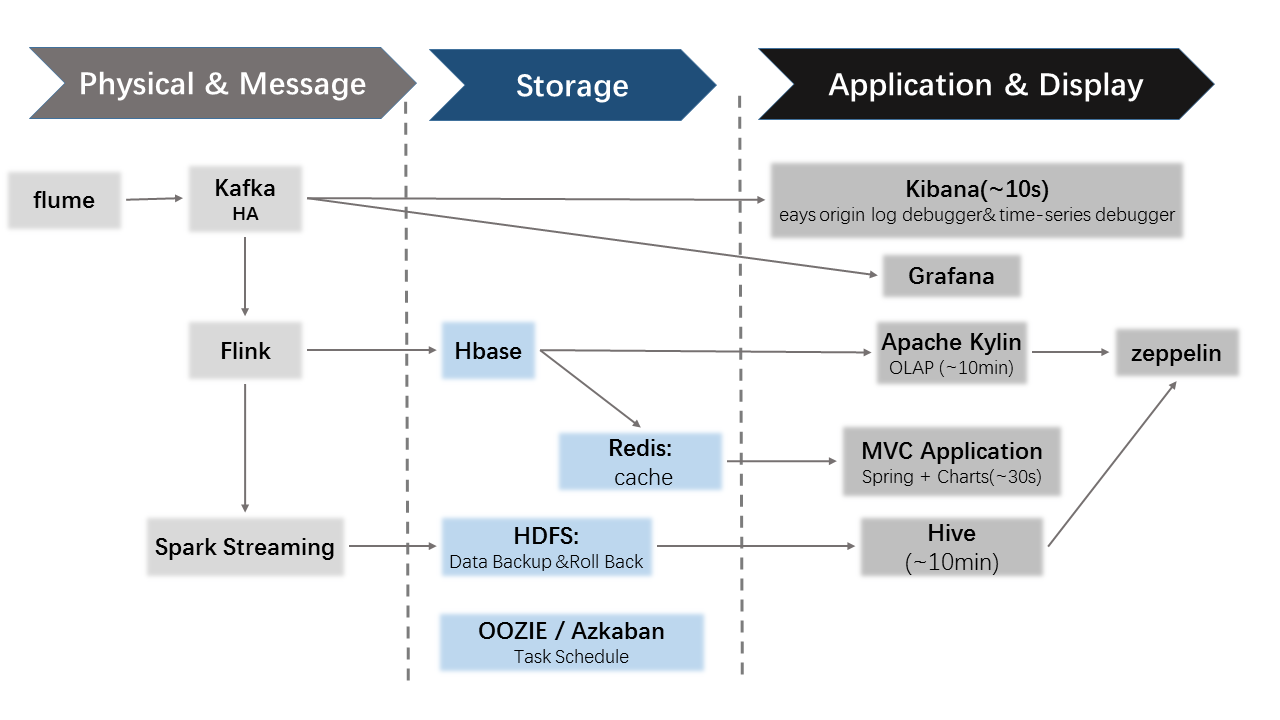 Physical & Message
Storage
Application & Display
flume
Kafka
HA
Kibana(~10s)
eays origin log debugger& time-series debugger
Grafana
Flink
Hbase
Apache Kylin
OLAP (~10min)
zeppelin
Redis:
cache
MVC Application
Spring + Charts(~30s)
Spark Streaming
HDFS:
Data Backup &Roll Back
Hive
(~10min)
OOZIE / Azkaban
Task Schedule